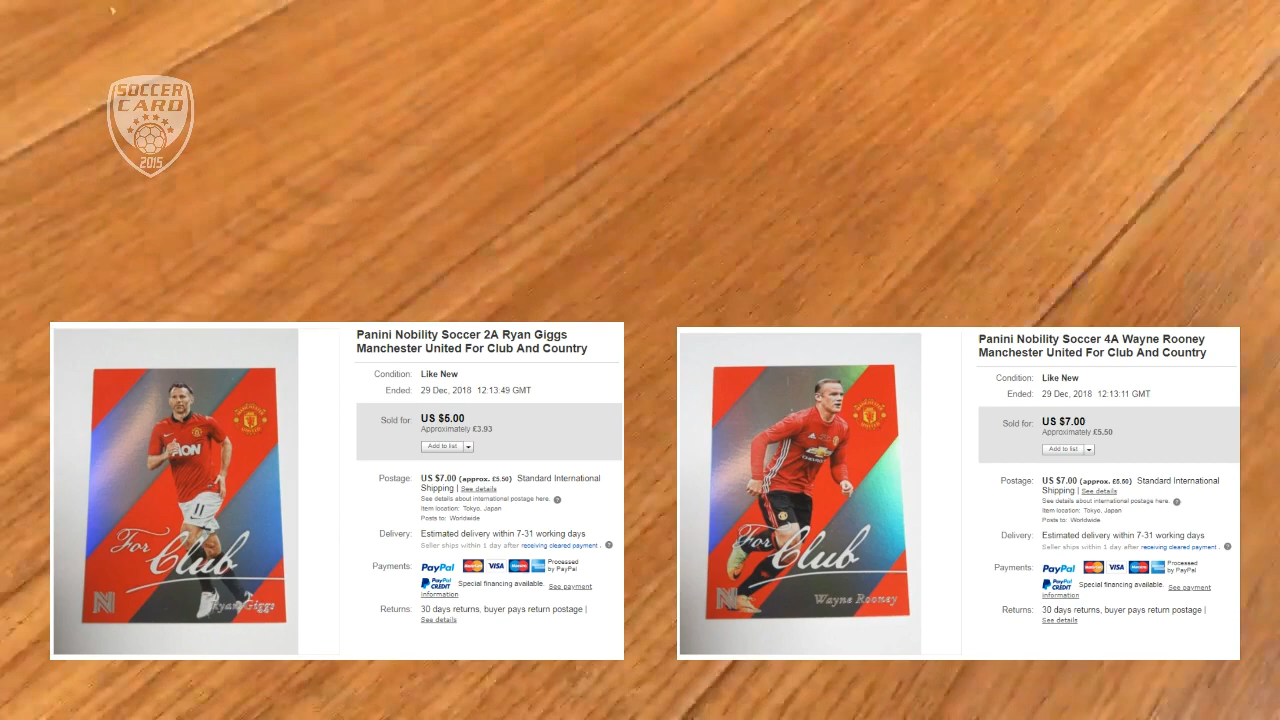 SOCCER
CARD
2015
Panini Nobility Soccer 2A Ryan Giggs
Manchester United For Club And Country
Condition: Like New
Ended: 29 Dec, 2018 12:13:49 GMT
Sold for: US $5.00
Approximately £3.93
Add to list
Postage: US $7.00 (approx. £5.50) Standard International
Shipping | See details
See details about international postage here.
Item location: Tokyo, Japan
Posts to: Worldwide
Delivery: Estimated delivery within 7-31 working days
Seller ships within 1 day after receiving cleared payment.
Payments: PayPal MasterCard VISA Maestro Processed
by PayPal
PayPal
CREDIT Special financing available. See payment
information
Returns: 30 days returns, buyer pays return postage |
See details
AON
11
For
Club
N
Ryan Giggs
Panini Nobility Soccer 4A Wayne Rooney
Manchester United For Club And Country
Condition: Like New
Ended: 29 Dec, 2018 12:13:11 GMT
Sold for: US $7.00
Approximately £5.50
Add to list
Postage: US $7.00 (approx. £5.50) Standard International
Shipping | See details
See details about international postage here.
Item location: Tokyo, Japan
Posts to: Worldwide
Delivery: Estimated delivery within 7-31 working days
Seller ships within 1 day after receiving cleared payment.
Payments: PayPal MasterCard VISA Maestro Processed
by PayPal
PayPal
CREDIT Special financing available. See payment
information
Returns: 30 days returns, buyer pays return postage |
See details
CHEVROLET
For
Club
N
Wayne Rooney